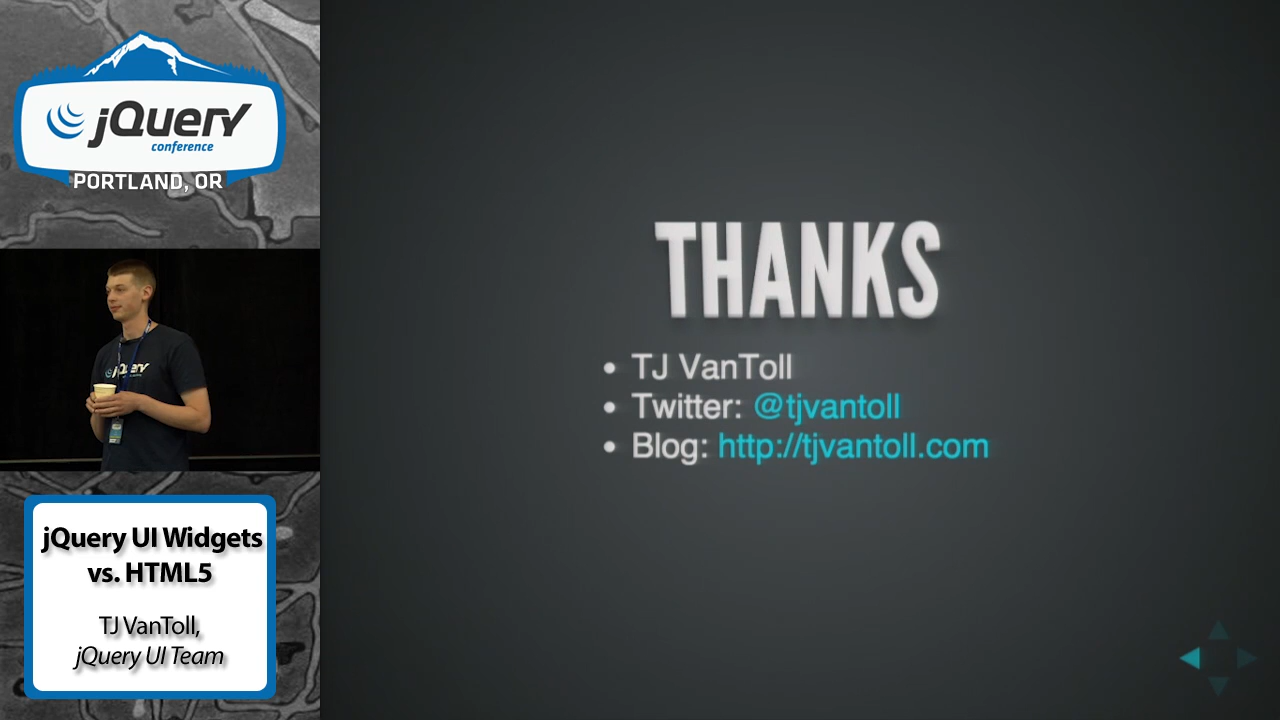 jQuery
conference
PORTLAND, OR
jQuery
jQuery UI Widgets
vs. HTML5
TJ VanToll,
jQuery UI Team
THANKS
TJ VanToll
Twitter: @tjvantoll
Blog: http://tjvantoll.com